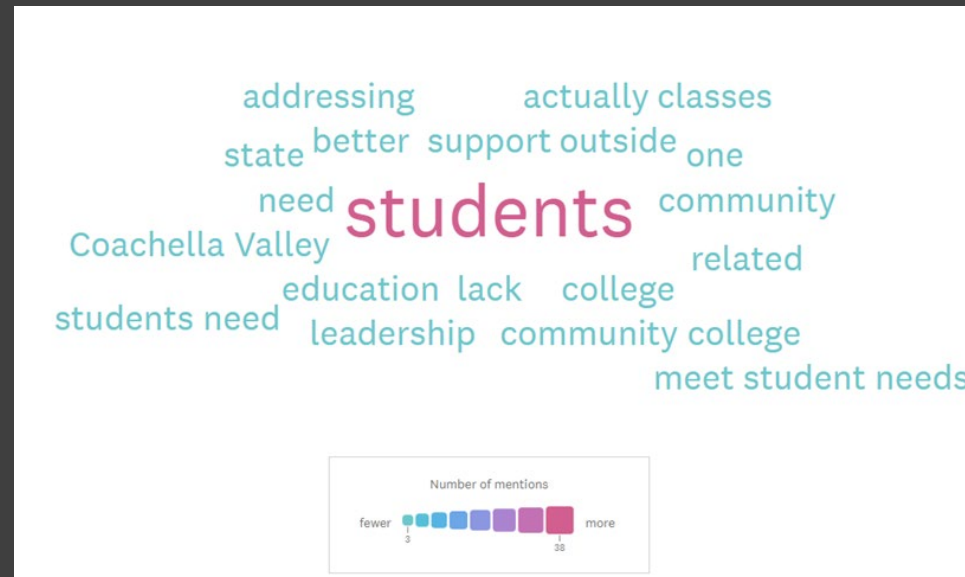 addressing actually classes
state better support outside one
need students community
Coachella Valley related
education lack college
students need leadership community college
meet student needs
Number of mentions
fewer more
3 38